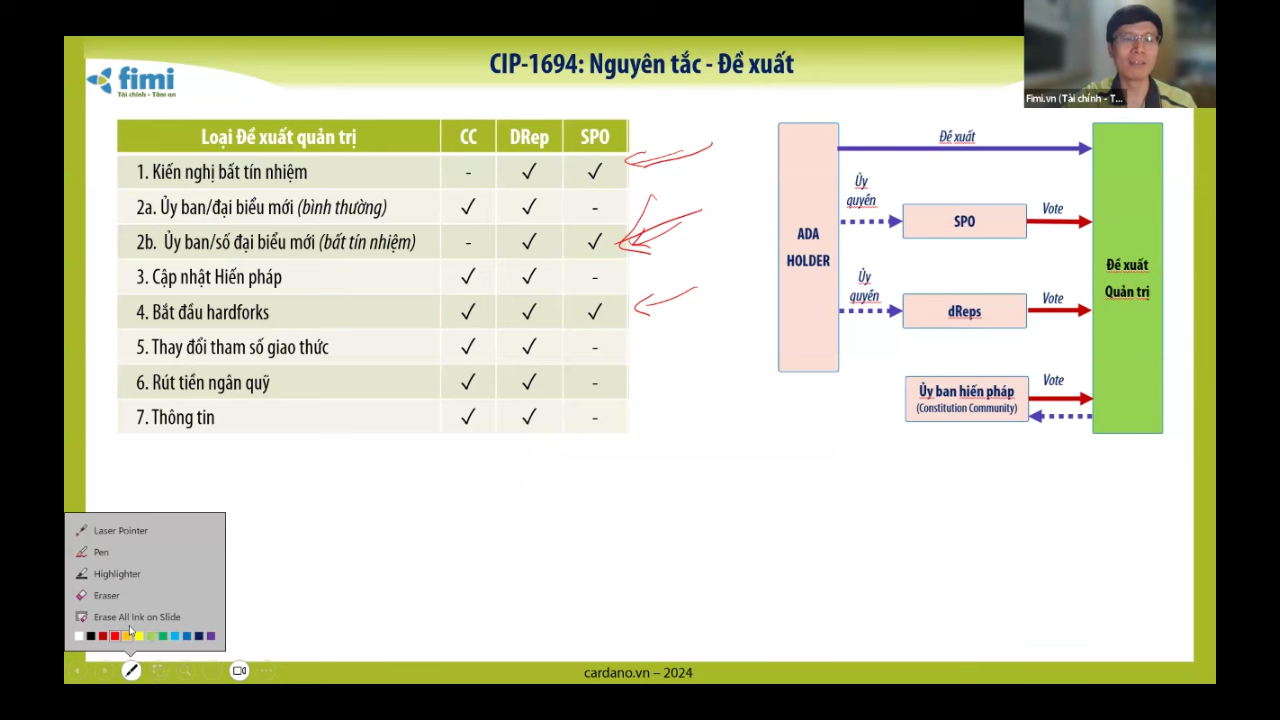 CIP-1694: Nguyên tắc - Đề xuất
fimi
Tài chính - Tâm an
Fimi.vn (Tài chính - T...
Loại Đề xuất quản trị CC DRep SPO
1. Kiến nghị bất tín nhiệm - ✓ ✓
2a. Ủy ban/đại biểu mới (bình thường) ✓ ✓ -
2b. Ủy ban/số đại biểu mới (bất tín nhiệm) - ✓ ✓
3. Cập nhật Hiến pháp ✓ ✓ -
4. Bắt đầu hardforks ✓ ✓ ✓
5. Thay đổi tham số giao thức ✓ ✓ -
6. Rút tiền ngân quỹ ✓ ✓ -
7. Thông tin ✓ ✓ -
Đề xuất
ADA
HOLDER
Ủy
quyền
SPO
Vote
Ủy
quyền
dReps
Vote
Ủy ban hiến pháp
(Constitution Community)
Vote
Đề xuất
Quản trị
Laser Pointer
Pen
Highlighter
Eraser
Erase All Ink on Slide
cardano.vn – 2024